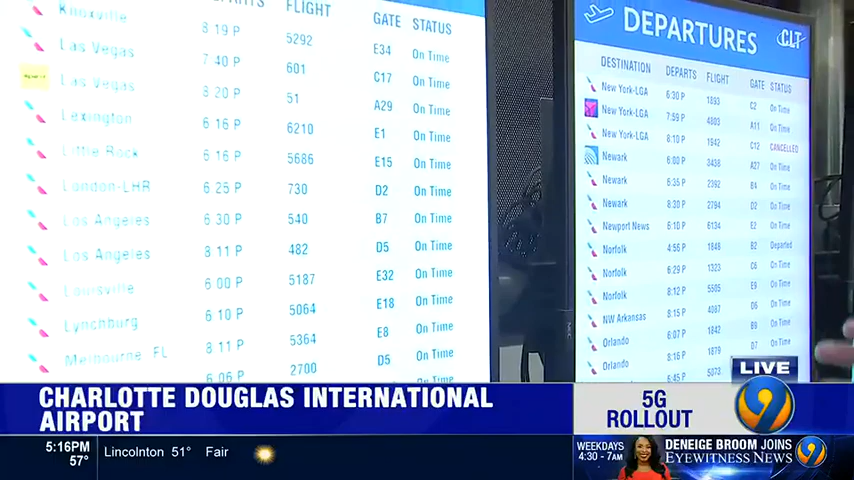 DEPARTS FLIGHT GATE STATUS
Knoxville 8 19 P 5292 E34 On Time
Las Vegas 7 40 P 601 C17 On Time
Las Vegas 8 20 P 51 A29 On Time
Lexington 6 16 P 6210 E1 On Time
Little Rock 6 16 P 5686 E15 On Time
London-LHR 6 25 P 730 D2 On Time
Los Angeles 6 30 P 540 B7 On Time
Los Angeles 8 11 P 482 D5 On Time
Louisville 6 00 P 5187 E32 On Time
Lynchburg 6 10 P 5064 E18 On Time
Melbourne FL 8 11 P 5364 E8 On Time
6 06 P 2700 D5 On Time
On Time
DEPARTURES CLT
DESTINATION DEPARTS FLIGHT GATE STATUS
New York-LGA 6:30 P 1893 C2 On Time
New York-LGA 7:59 P 4803 A11 On Time
New York-LGA 8:10 P 1942 C12 CANCELLED
Newark 6:00 P 3438 A27 On Time
Newark 6:35 P 2392 B4 On Time
Newark 8:30 P 2794 D2 On Time
Newport News 6:10 P 6134 E2 On Time
Norfolk 4:56 P 1848 B2 Departed
Norfolk 6:29 P 1323 C6 On Time
Norfolk 8:12 P 5505 E9 On Time
NW Arkansas 8:15 P 4087 D6 On Time
Orlando 6:07 P 1842 B9 On Time
Orlando 8:16 P 1879 D7 On Time
6:45 P 5073
NEC
LIVE
9
CHARLOTTE DOUGLAS INTERNATIONAL
AIRPORT
5G
ROLLOUT
5:16PM
57°
Lincolnton 51° Fair
WEEKDAYS
4:30 - 7AM
DENEIGE BROOM JOINS
EYEWITNESS NEWS
9